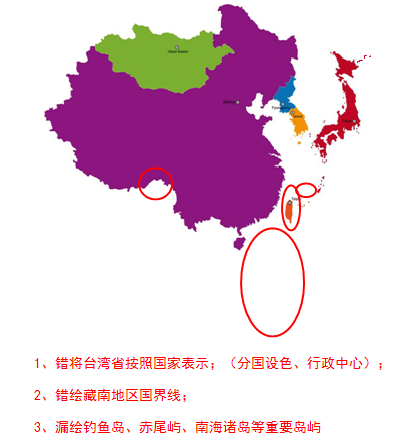 Ulaan Baatar
1、错将台湾省按照国家表示；（分国设色、行政中心）；
2、错绘藏南地区国界线；
3、漏绘钓鱼岛、赤尾屿、南海诸岛等重要岛屿